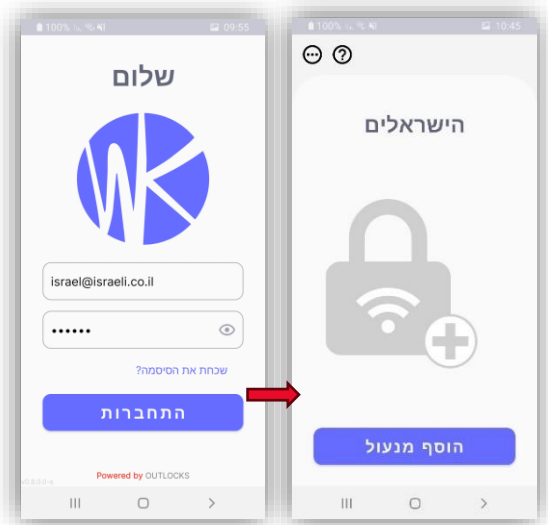 100% 09:55
שלום
WK
israel@israeli.co.il
••••••
שכחת את הסיסמה?
התחברות
Powered by OUTLOCKS
100% 10:45
הישראלים
הוסף מנעול